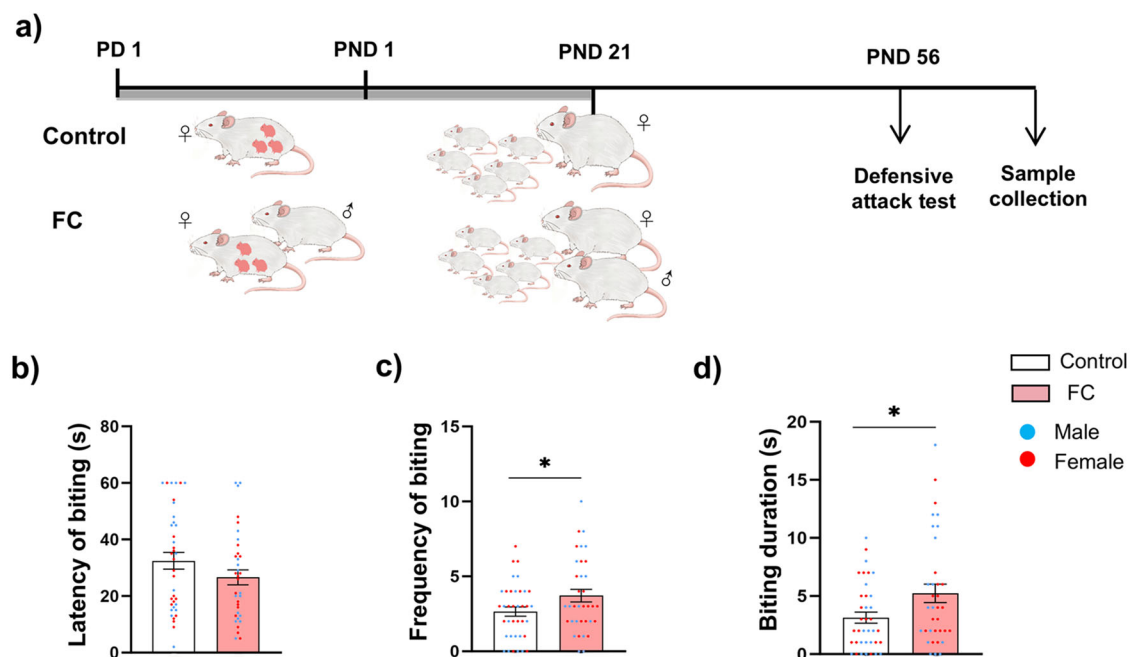 a)
PD 1
PND 1
PND 21
PND 56
Control
♀
♀
FC
♀
♂
♀
♂
Defensive
attack test
Sample
collection
b)
Latency of biting (s)
80
60
40
20
0
c)
Frequency of biting
15
10
5
0
*
d)
Biting duration (s)
20
15
10
5
0
*
Control
FC
Male
Female